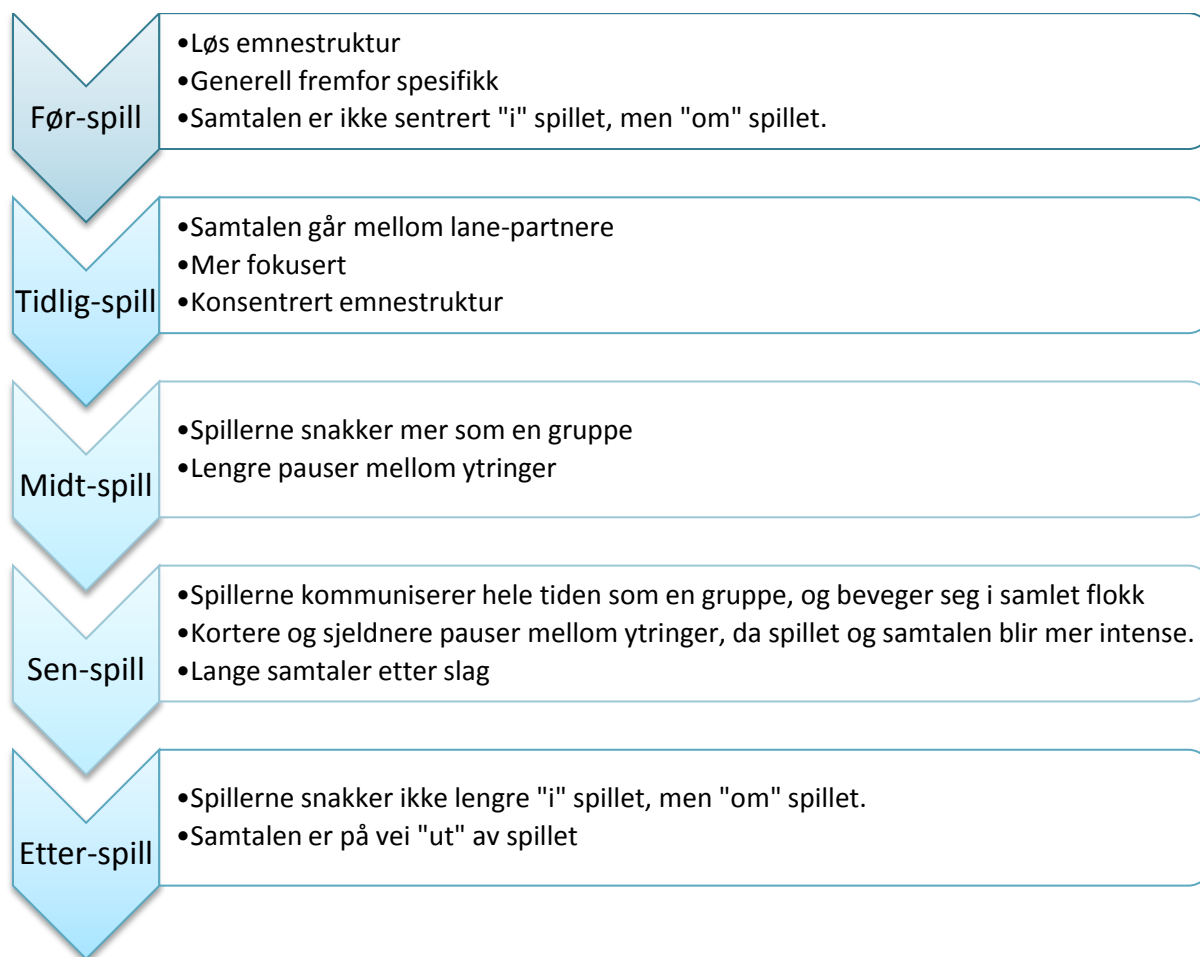 Før-spill
•Løs emnestruktur
•Generell fremfor spesifikk
•Samtalen er ikke sentrert "i" spillet, men "om" spillet.
Tidlig-spill
•Samtalen går mellom lane-partnere
•Mer fokusert
•Konsentrert emnestruktur
Midt-spill
•Spillerne snakker mer som en gruppe
•Lengre pauser mellom ytringer
Sen-spill
•Spillerne kommuniserer hele tiden som en gruppe, og beveger seg i samlet flokk
•Kortere og sjeldnere pauser mellom ytringer, da spillet og samtalen blir mer intense.
•Lange samtaler etter slag
Etter-spill
•Spillerne snakker ikke lengre "i" spillet, men "om" spillet.
•Samtalen er på vei "ut" av spillet